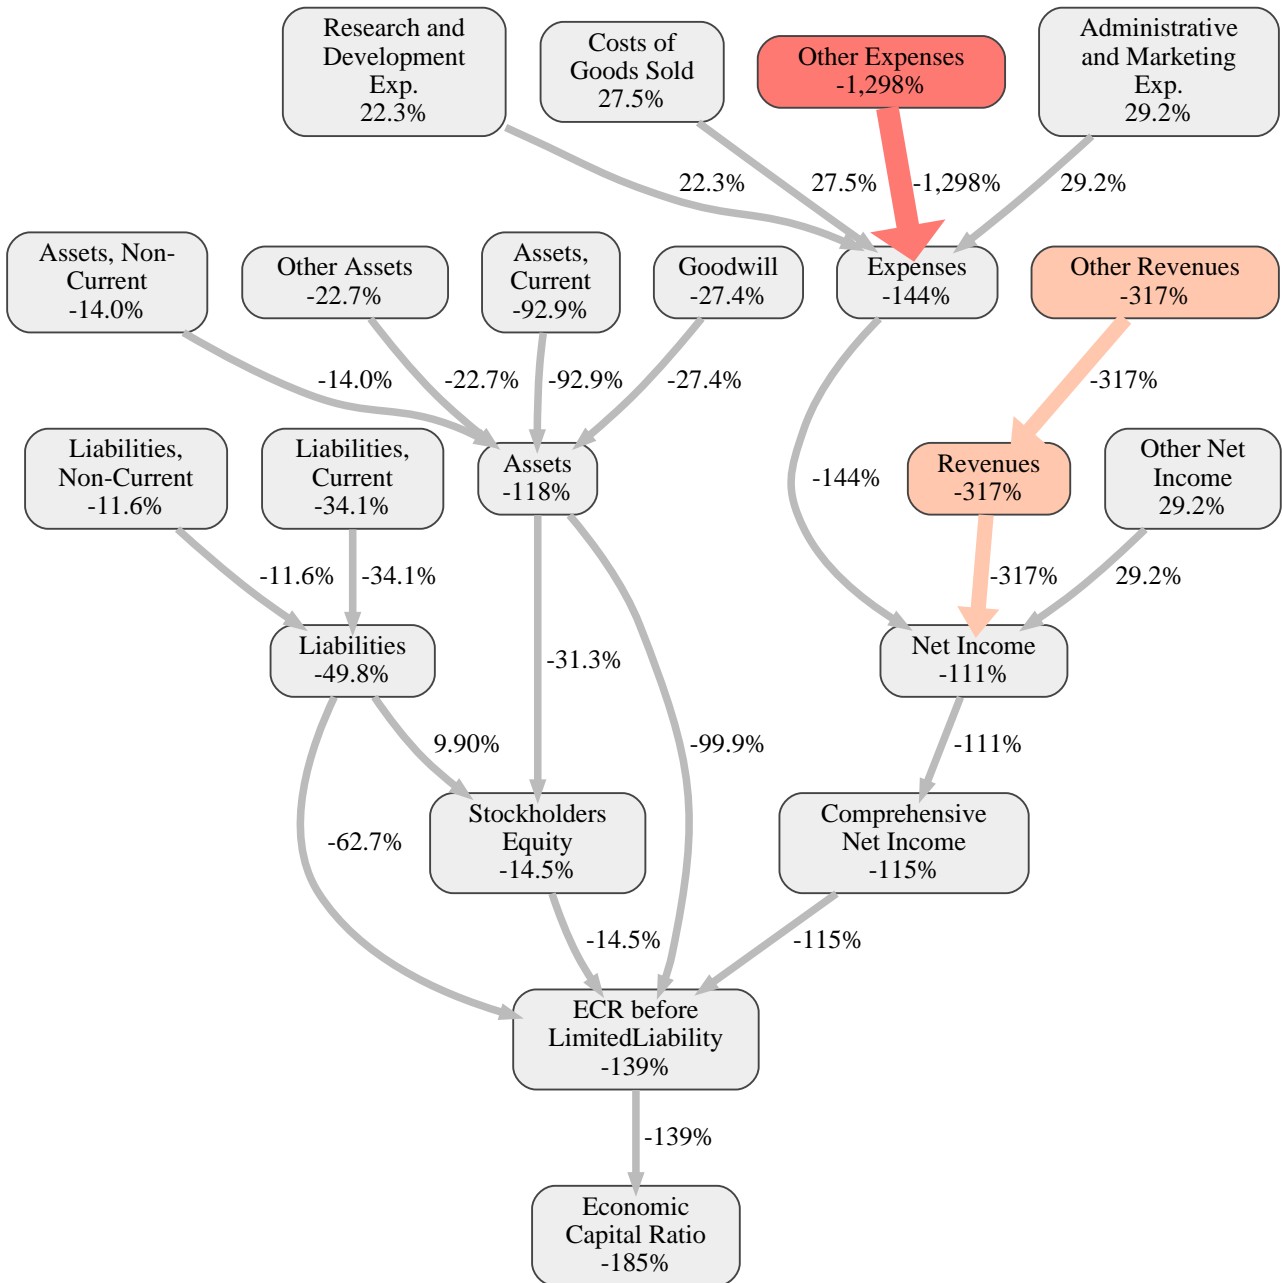 Research and
Development
Exp.
22.3%
Costs of
Goods Sold
27.5%
Other Expenses
-1,298%
Administrative
and Marketing
Exp.
29.2%
22.3%
27.5%
-1,298%
29.2%
Assets, Non-
Current
-14.0%
Other Assets
-22.7%
Assets,
Current
-92.9%
Goodwill
-27.4%
Expenses
-144%
Other Revenues
-317%
-14.0%
-22.7%
-92.9%
-27.4%
-317%
Liabilities,
Non-Current
-11.6%
Liabilities,
Current
-34.1%
Assets
-118%
-144%
Revenues
-317%
Other Net
Income
29.2%
-11.6%
-34.1%
-317%
29.2%
Liabilities
-49.8%
-31.3%
Net Income
-111%
9.90%
-99.9%
-111%
-62.7%
Stockholders
Equity
-14.5%
Comprehensive
Net Income
-115%
-14.5%
-115%
ECR before
LimitedLiability
-139%
-139%
Economic
Capital Ratio
-185%